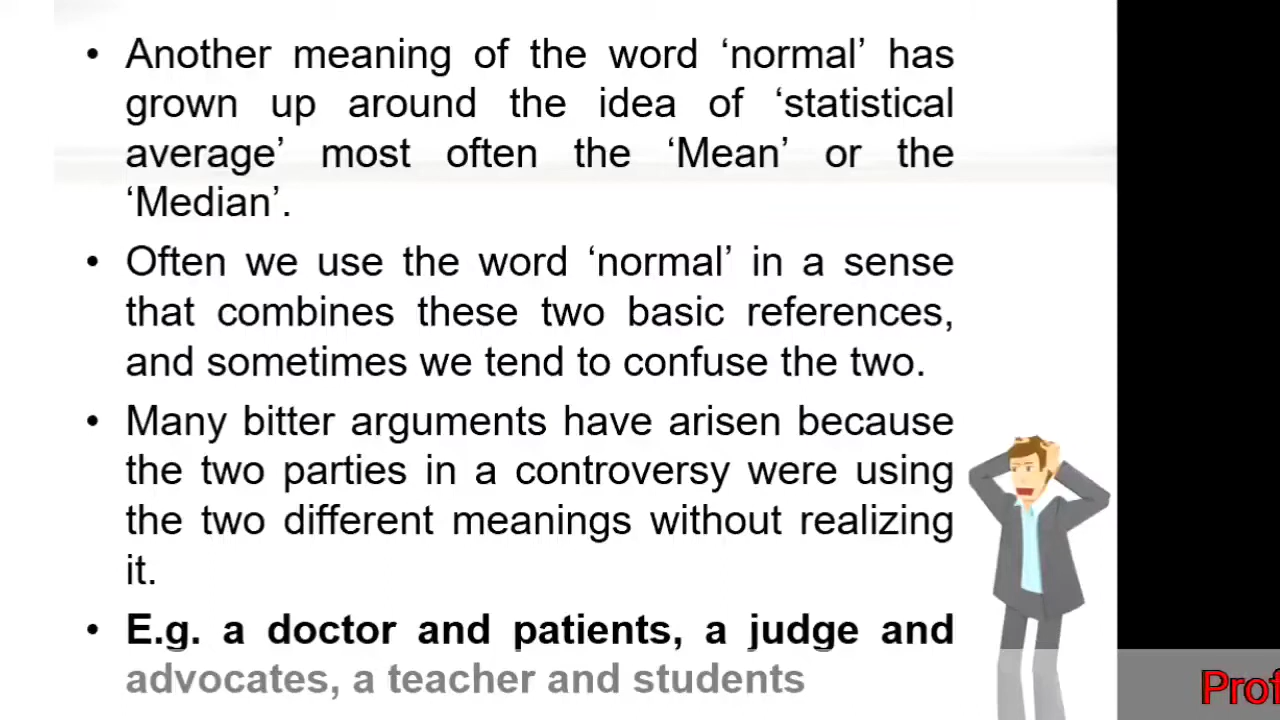 • Another meaning of the word ‘normal’ has
grown up around the idea of ‘statistical
average’ most often the ‘Mean’ or the
‘Median’.
• Often we use the word ‘normal’ in a sense
that combines these two basic references,
and sometimes we tend to confuse the two.
• Many bitter arguments have arisen because
the two parties in a controversy were using
the two different meanings without realizing
it.
• E.g. a doctor and patients, a judge and
advocates, a teacher and students
Prof